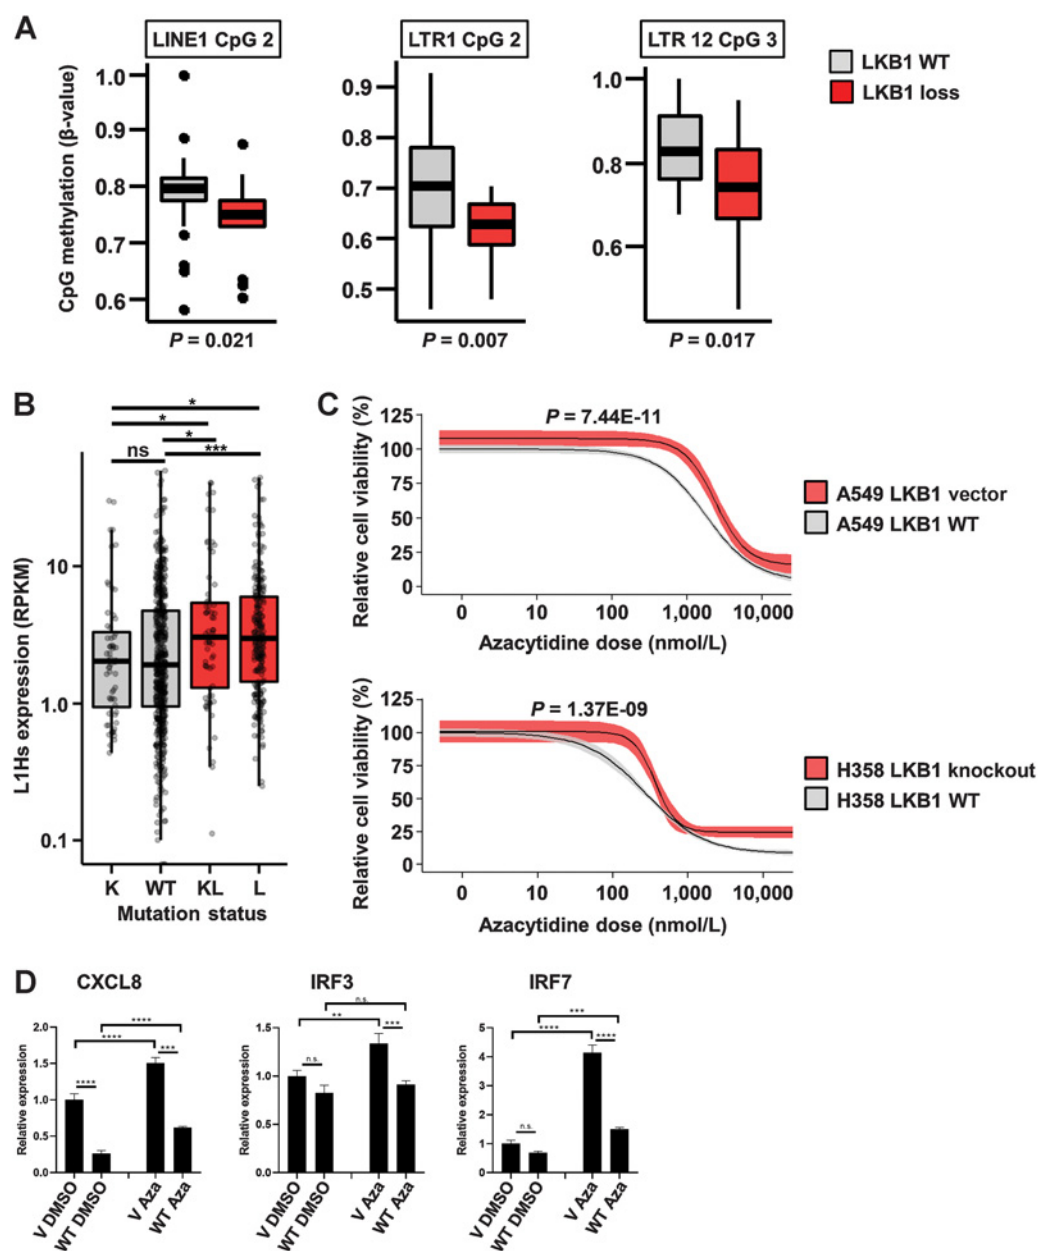 A
LINE1 CpG 2
LTR1 CpG 2
LTR 12 CpG 3
LKB1 WT
LKB1 loss
CpG methylation (β-value)
1.0
0.9
0.8
0.7
0.6
0.9
0.8
0.7
0.6
0.5
1.0
0.8
0.6
P = 0.021
P = 0.007
P = 0.017
B
*
*
*
ns
***
L1Hs expression (RPKM)
10
1.0
0.1
K WT KL L
Mutation status
C
Relative cell viability (%)
125
100
75
50
25
0
P = 7.44E-11
A549 LKB1 vector
A549 LKB1 WT
0 10 100 1,000 10,000
Azacytidine dose (nmol/L)
Relative cell viability (%)
125
100
75
50
25
0
P = 1.37E-09
H358 LKB1 knockout
H358 LKB1 WT
0 10 100 1,000 10,000
Azacytidine dose (nmol/L)
D
CXCL8
Relative expression
2.0
1.5
1.0
0.5
0.0
****
****
****
***
V DMSO
WT DMSO
V Aza
WT Aza
IRF3
Relative expression
1.5
1.0
0.5
0.0
n.s.
**
***
n.s.
V DMSO
WT DMSO
V Aza
WT Aza
IRF7
Relative expression
5
4
3
2
1
0
***
****
****
n.s.
V DMSO
WT DMSO
V Aza
WT Aza